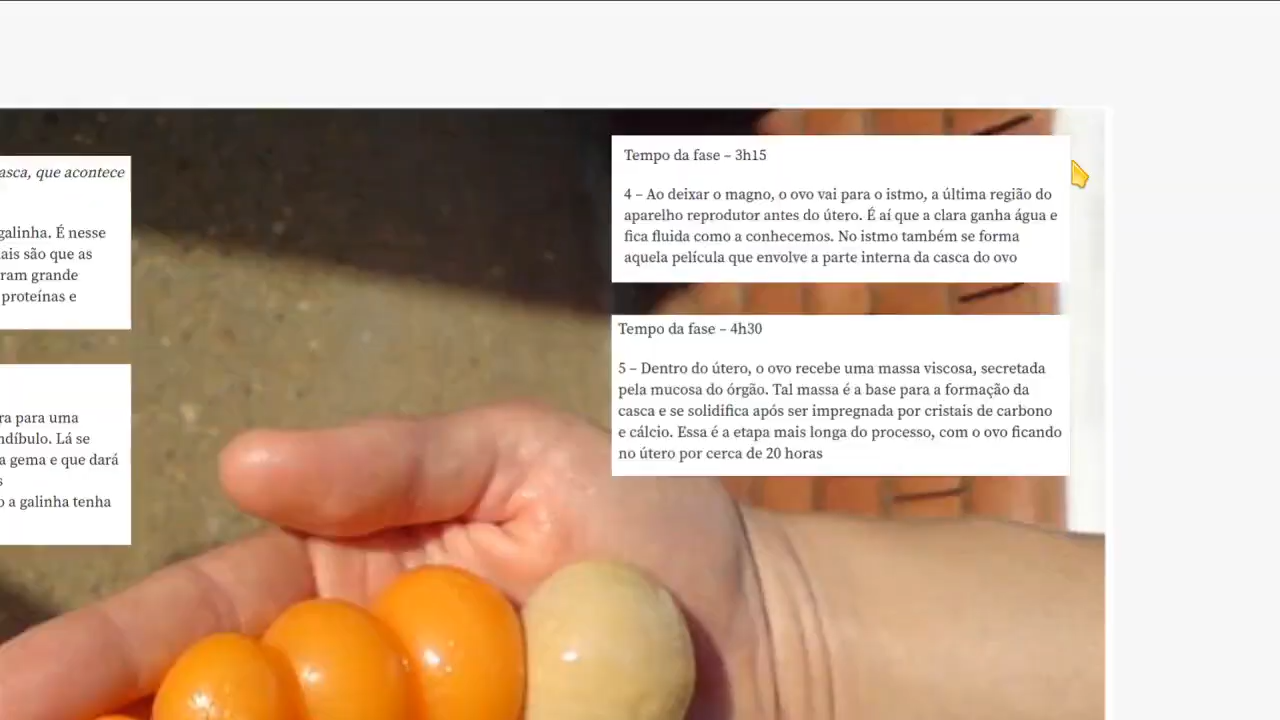 asca, que acontece
galinha. É nesse
ais são que as
ram grande
proteínas e
ra para uma
ndíbulo. Lá se
a gema e que dará
s
o a galinha tenha
Tempo da fase – 3h15
4 – Ao deixar o magno, o ovo vai para o istmo, a última região do
aparelho reprodutor antes do útero. É aí que a clara ganha água e
fica fluida como a conhecemos. No istmo também se forma
aquela película que envolve a parte interna da casca do ovo
Tempo da fase – 4h30
5 – Dentro do útero, o ovo recebe uma massa viscosa, secretada
pela mucosa do órgão. Tal massa é a base para a formação da
casca e se solidifica após ser impregnada por cristais de carbono
e cálcio. Essa é a etapa mais longa do processo, com o ovo ficando
no útero por cerca de 20 horas